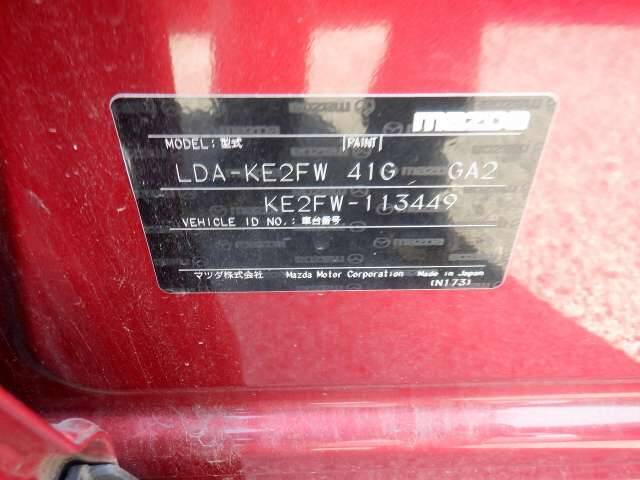 mazda
MODEL: 型式 PAINT
LDA-KE2FW 41G GA2
KE2FW-113449
VEHICLE ID NO.: 車台番号
マツダ株式会社 Mazda Motor Corporation Made in Japan
(N173)